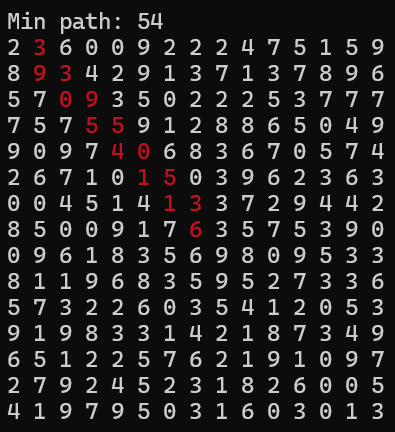 Min path: 54
2 3 6 0 0 9 2 2 2 4 7 5 1 5 9
8 9 3 4 2 9 1 3 7 1 3 7 8 9 6
5 7 0 9 3 5 0 2 2 2 5 3 7 7 7
7 5 7 5 5 9 1 2 8 8 6 5 0 4 9
9 0 9 7 4 0 6 8 3 6 7 0 5 7 4
2 6 7 1 0 1 5 0 3 9 6 2 3 6 3
0 0 4 5 1 4 1 3 3 7 2 9 4 4 2
8 5 0 0 9 1 7 6 3 5 7 5 3 9 0
0 9 6 1 8 3 5 6 9 8 0 9 5 3 3
8 1 1 9 6 8 3 5 9 5 2 7 3 3 6
5 7 3 2 2 6 0 3 5 4 1 2 0 5 3
9 1 9 8 3 3 1 4 2 1 8 7 3 4 9
6 5 1 2 2 5 7 6 2 1 9 1 0 9 7
2 7 9 2 4 5 2 3 1 8 2 6 0 0 5
4 1 9 7 9 5 0 3 1 6 0 3 0 1 3